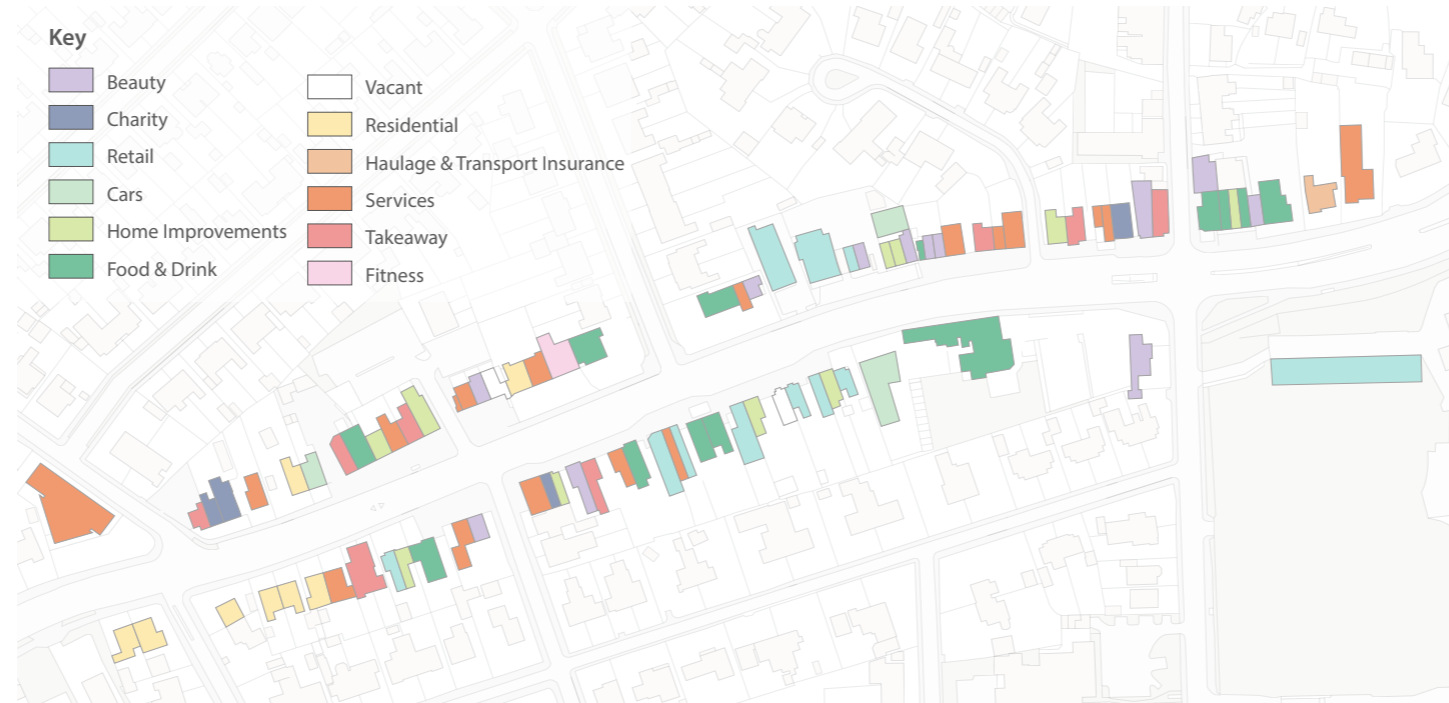 Key
Beauty
Charity
Retail
Cars
Home Improvements
Food & Drink
Vacant
Residential
Haulage & Transport Insurance
Services
Takeaway
Fitness